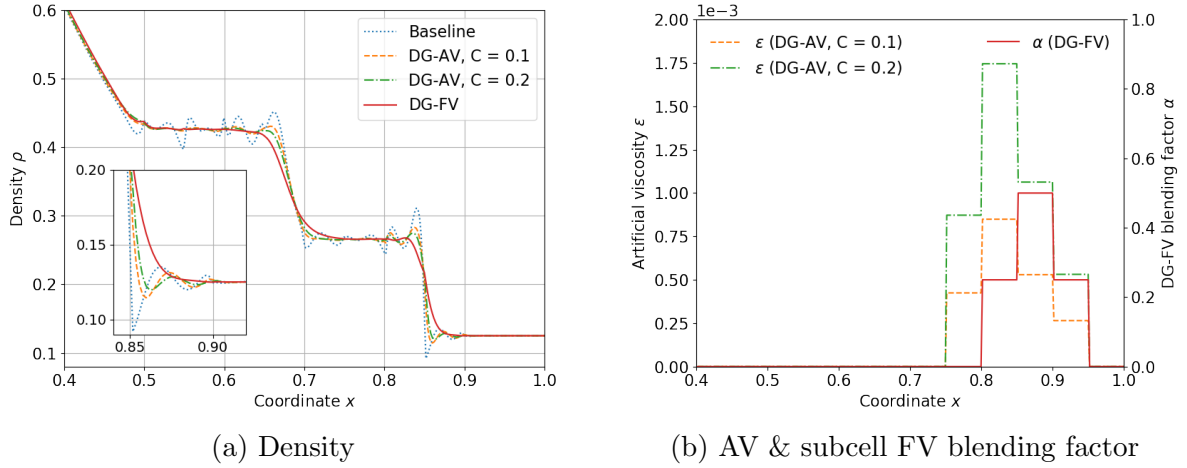 0.6
0.5
0.4
0.3
0.2
0.1
Density ρ
Baseline
DG-AV, C = 0.1
DG-AV, C = 0.2
DG-FV
0.20
0.15
0.10
0.85 0.90
0.4 0.5 0.6 0.7 0.8 0.9 1.0
Coordinate x
(a) Density
1e−3
2.00
1.75
1.50
1.25
1.00
0.75
0.50
0.25
0.00
Artificial viscosity ε
ε (DG-AV, C = 0.1)
ε (DG-AV, C = 0.2)
α (DG-FV)
1.0
0.8
0.6
0.4
0.2
0.0
DG-FV blending factor α
0.4 0.5 0.6 0.7 0.8 0.9 1.0
Coordinate x
(b) AV & subcell FV blending factor